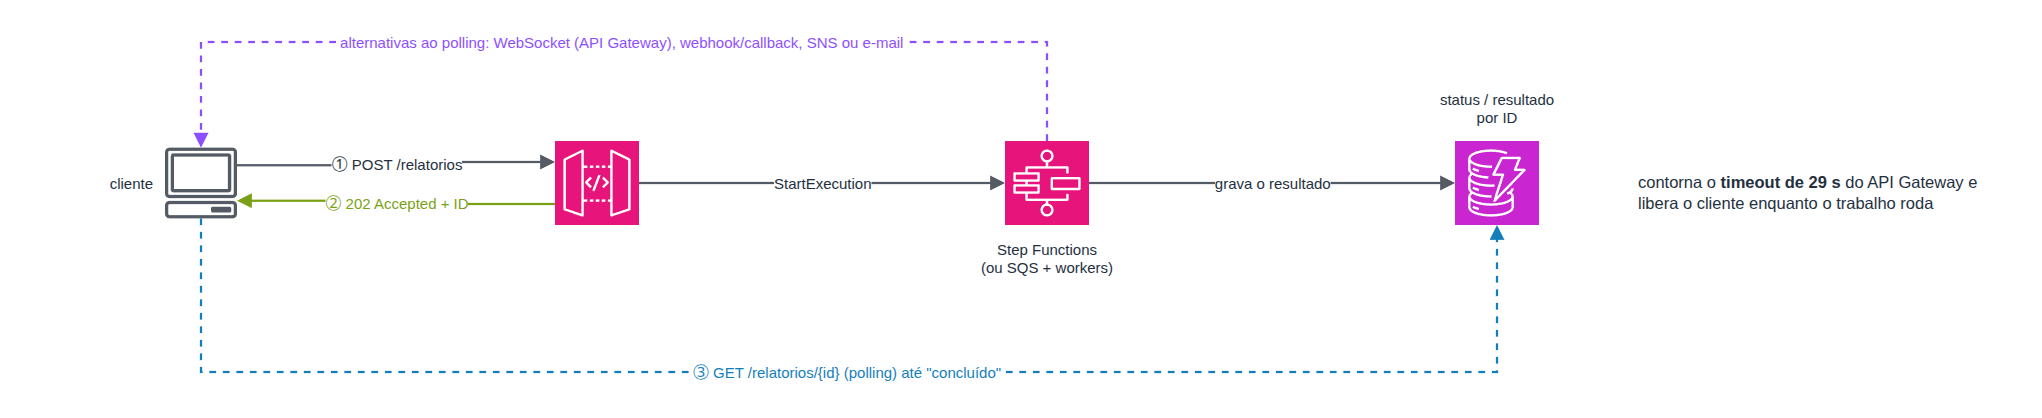 alternativas ao polling: WebSocket (API Gateway), webhook/callback, SNS ou e-mail
status / resultado
por ID
cliente
① POST /relatorios
② 202 Accepted + ID
StartExecution
grava o resultado
contorna o timeout de 29 s do API Gateway e
libera o cliente enquanto o trabalho roda
Step Functions
(ou SQS + workers)
③ GET /relatorios/{id} (polling) até "concluído"